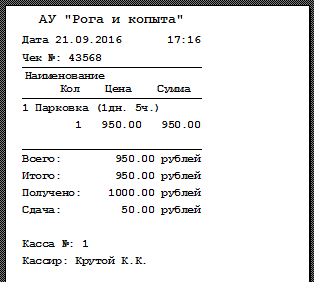 АУ "Рога и копыта"
Дата 21.09.2016 17:16
Чек №: 43568
Наименование
Кол Цена Сумма
1 Парковка (1дн. 5ч.)
1 950.00 950.00
Всего: 950.00 рублей
Итого: 950.00 рублей
Получено: 1000.00 рублей
Сдача: 50.00 рублей
Касса №: 1
Кассир: Крутой К.К.